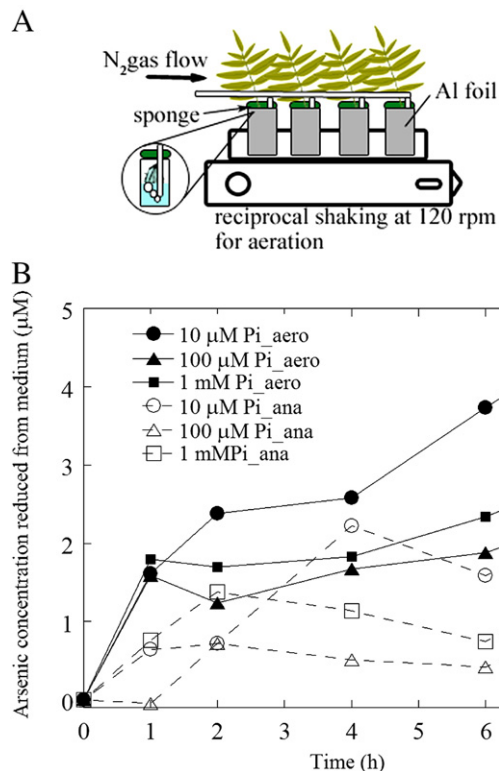 A
N₂gas flow
sponge
Al foil
reciprocal shaking at 120 rpm
for aeration
B
Arsenic concentration reduced from medium (μM)
5
4
3
2
1
0
10 μM Pi_aero
100 μM Pi_aero
1 mM Pi_aero
10 μM Pi_ana
100 μM Pi_ana
1 mMPi_ana
0 1 2 3 4 5 6
Time (h)